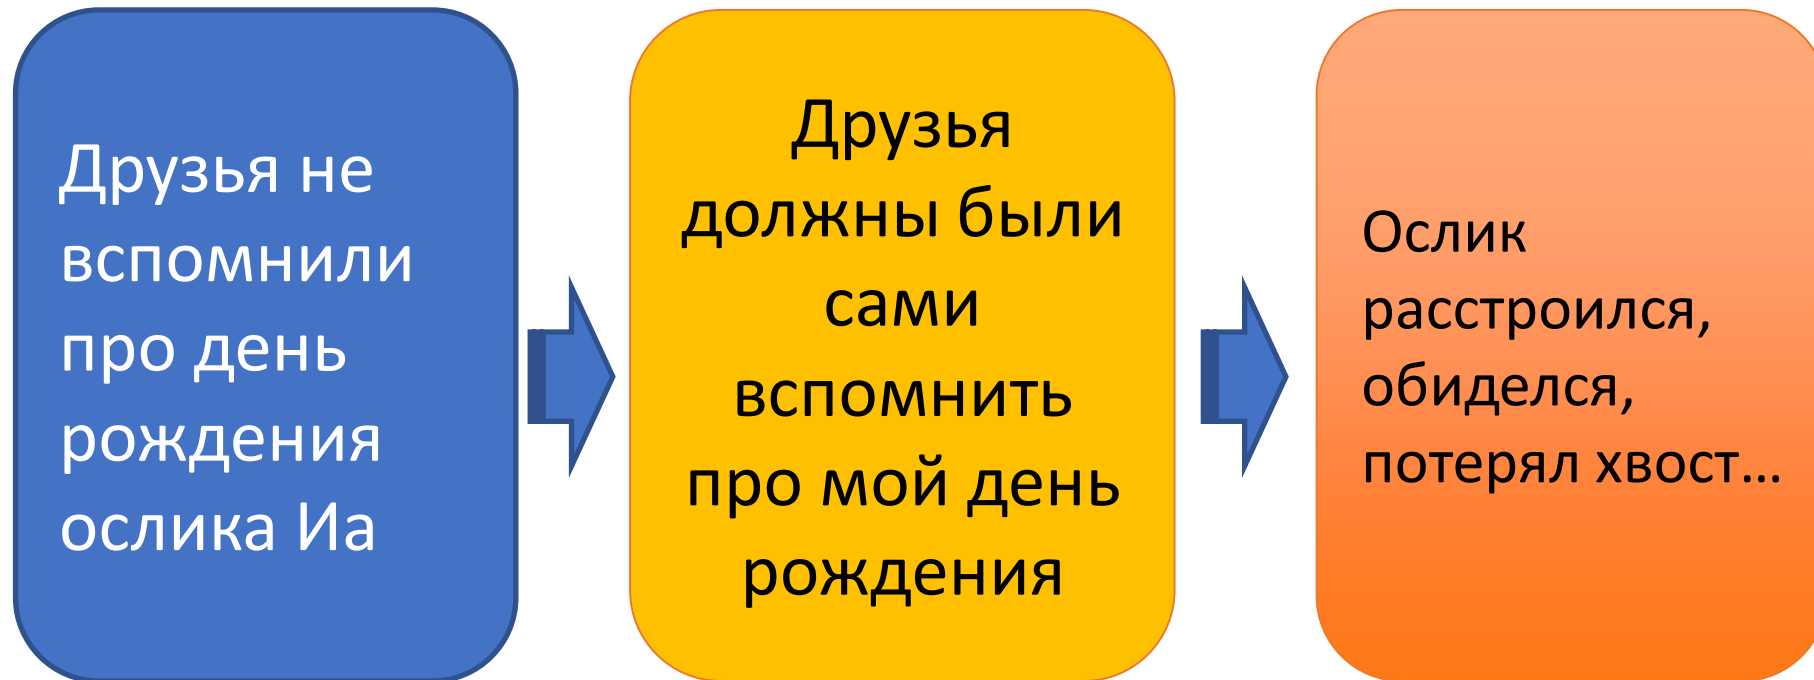 Друзья не
вспомнили
про день
рождения
ослика Иа
Друзья
должны были
сами
вспомнить
про мой день
рождения
Ослик
расстроился,
обиделся,
потерял хвост...